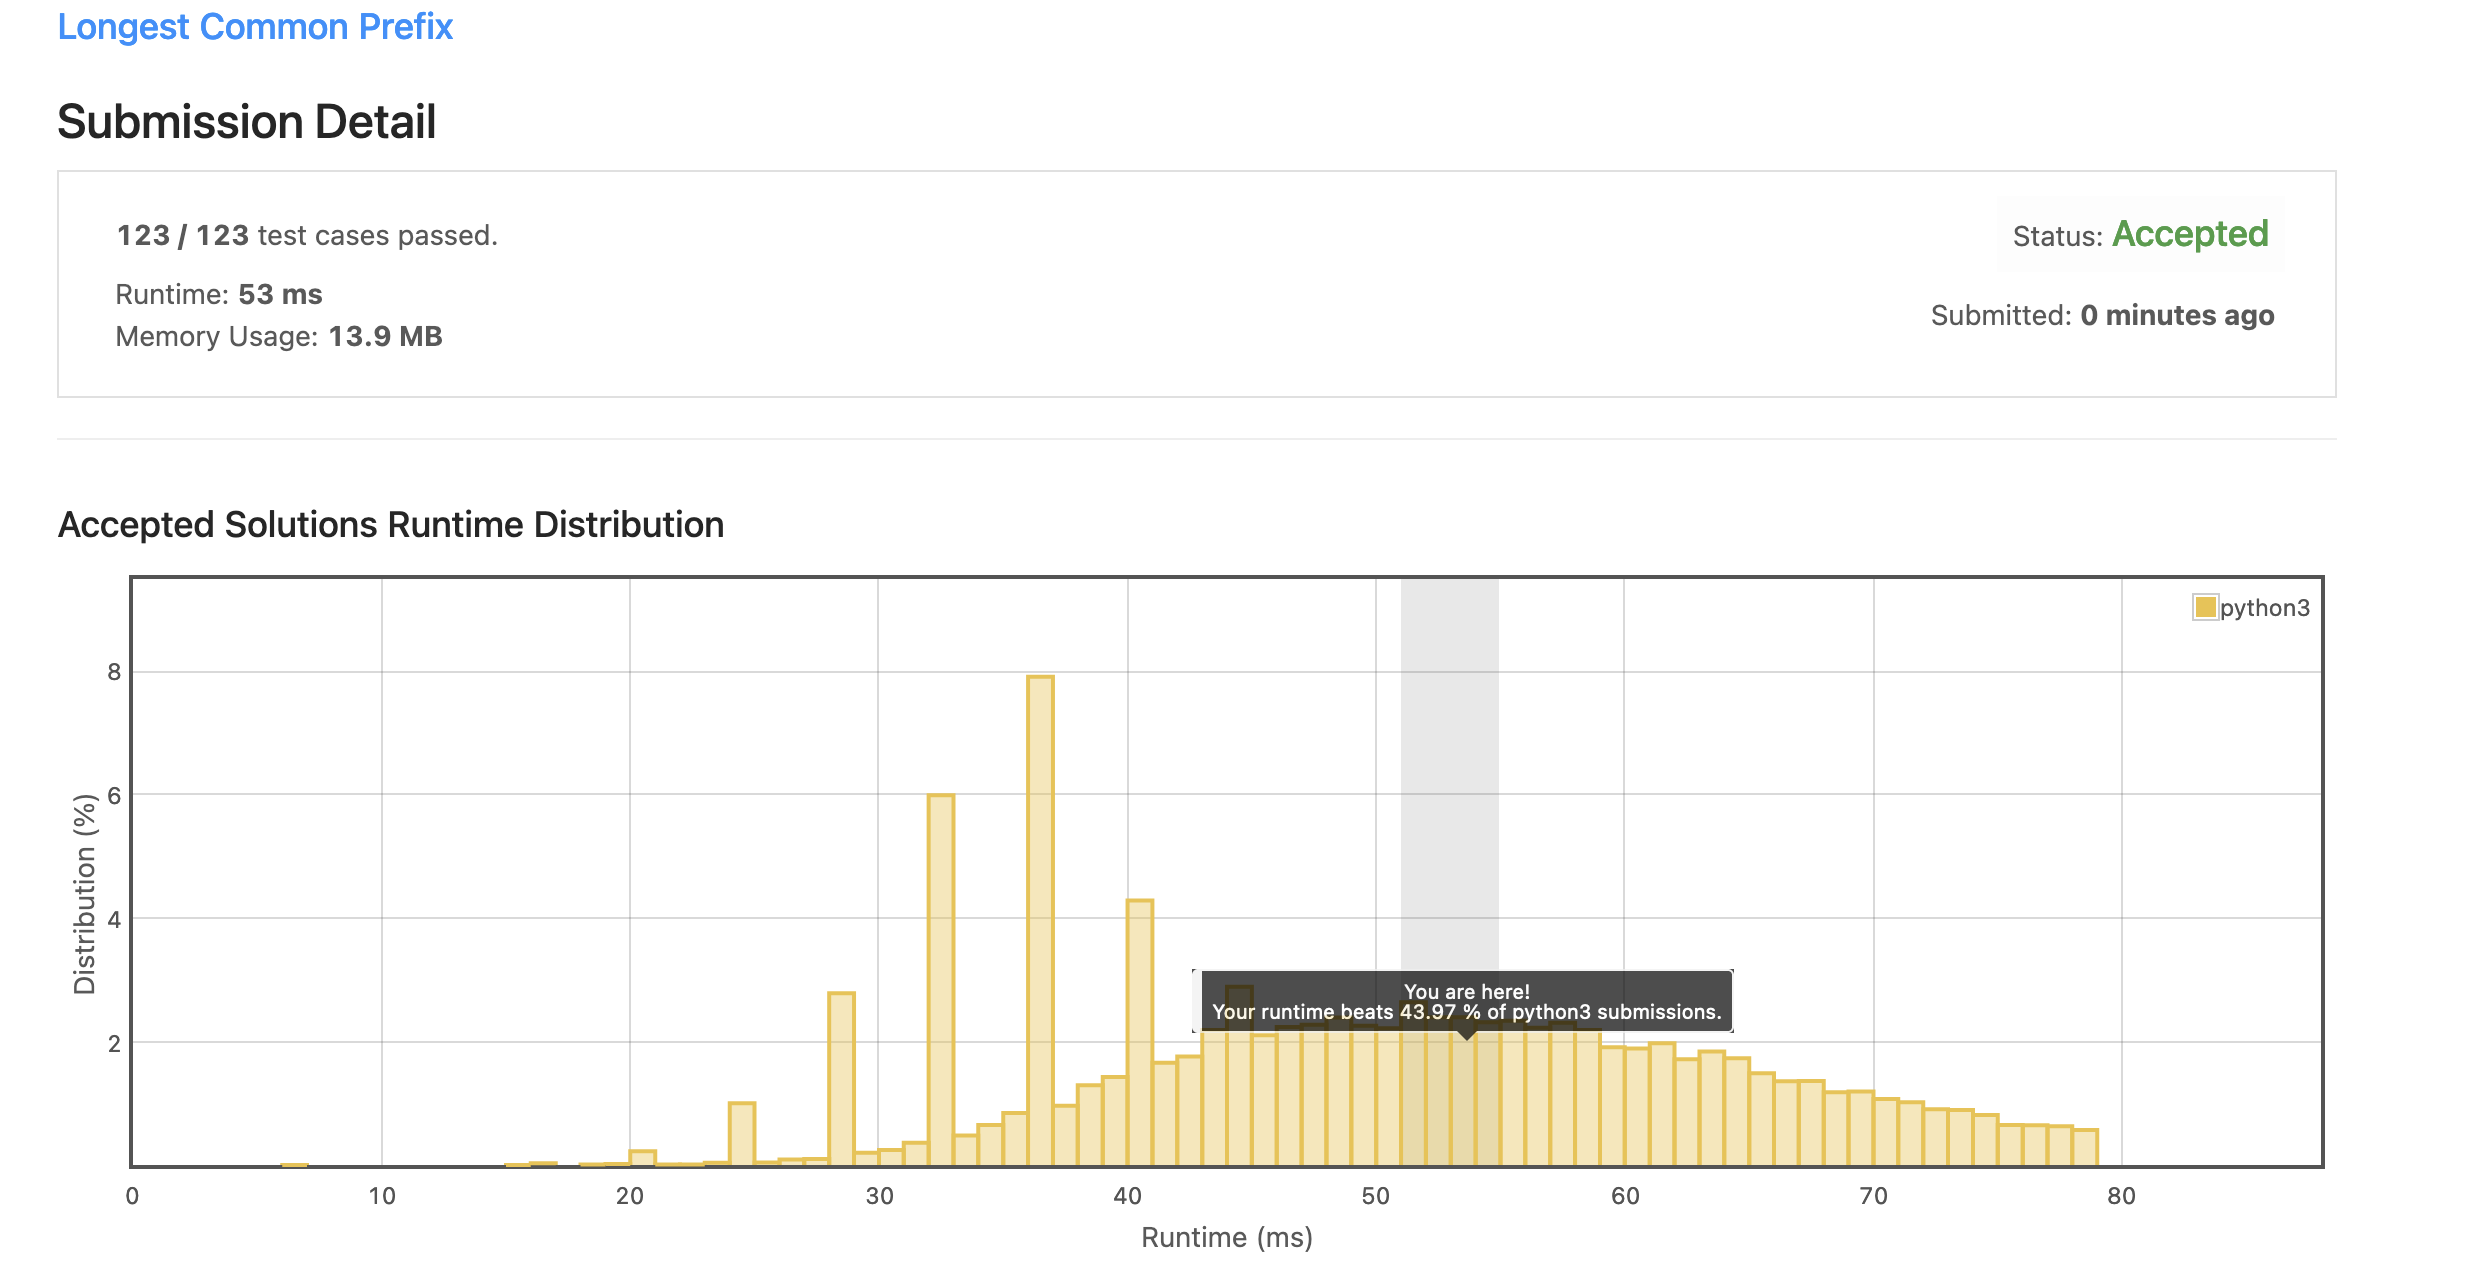 Longest Common Prefix
Submission Detail
123 / 123 test cases passed.
Status: Accepted
Runtime: 53 ms
Memory Usage: 13.9 MB
Submitted: 0 minutes ago
Accepted Solutions Runtime Distribution
python3
8
6
4
2
Distribution (%)
You are here!
Your runtime beats 43.97 % of python3 submissions.
0 10 20 30 40 50 60 70 80
Runtime (ms)